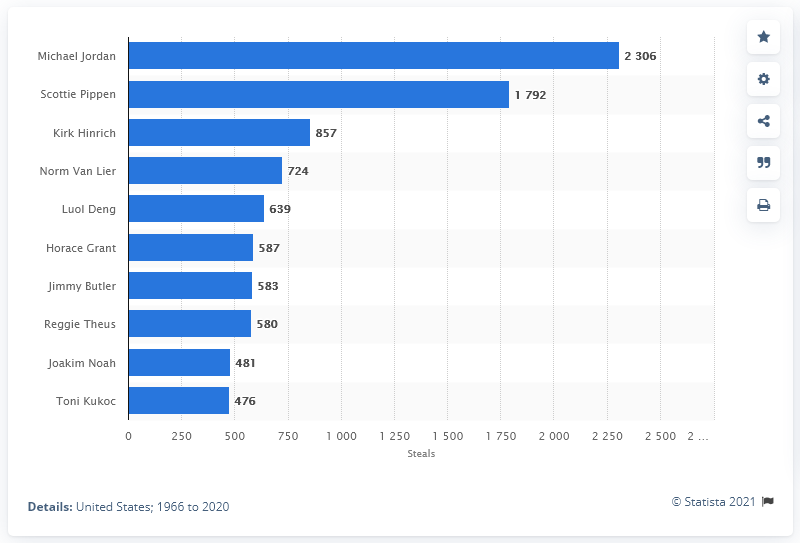 Michael Jordan 2 306
Scottie Pippen 1 792
Kirk Hinrich 857
Norm Van Lier 724
Luol Deng 639
Horace Grant 587
Jimmy Butler 583
Reggie Theus 580
Joakim Noah 481
Toni Kukoc 476
0 250 500 750 1 000 1 250 1 500 1 750 2 000 2 250 2 500 2 ...
Steals
Details: United States; 1966 to 2020
© Statista 2021